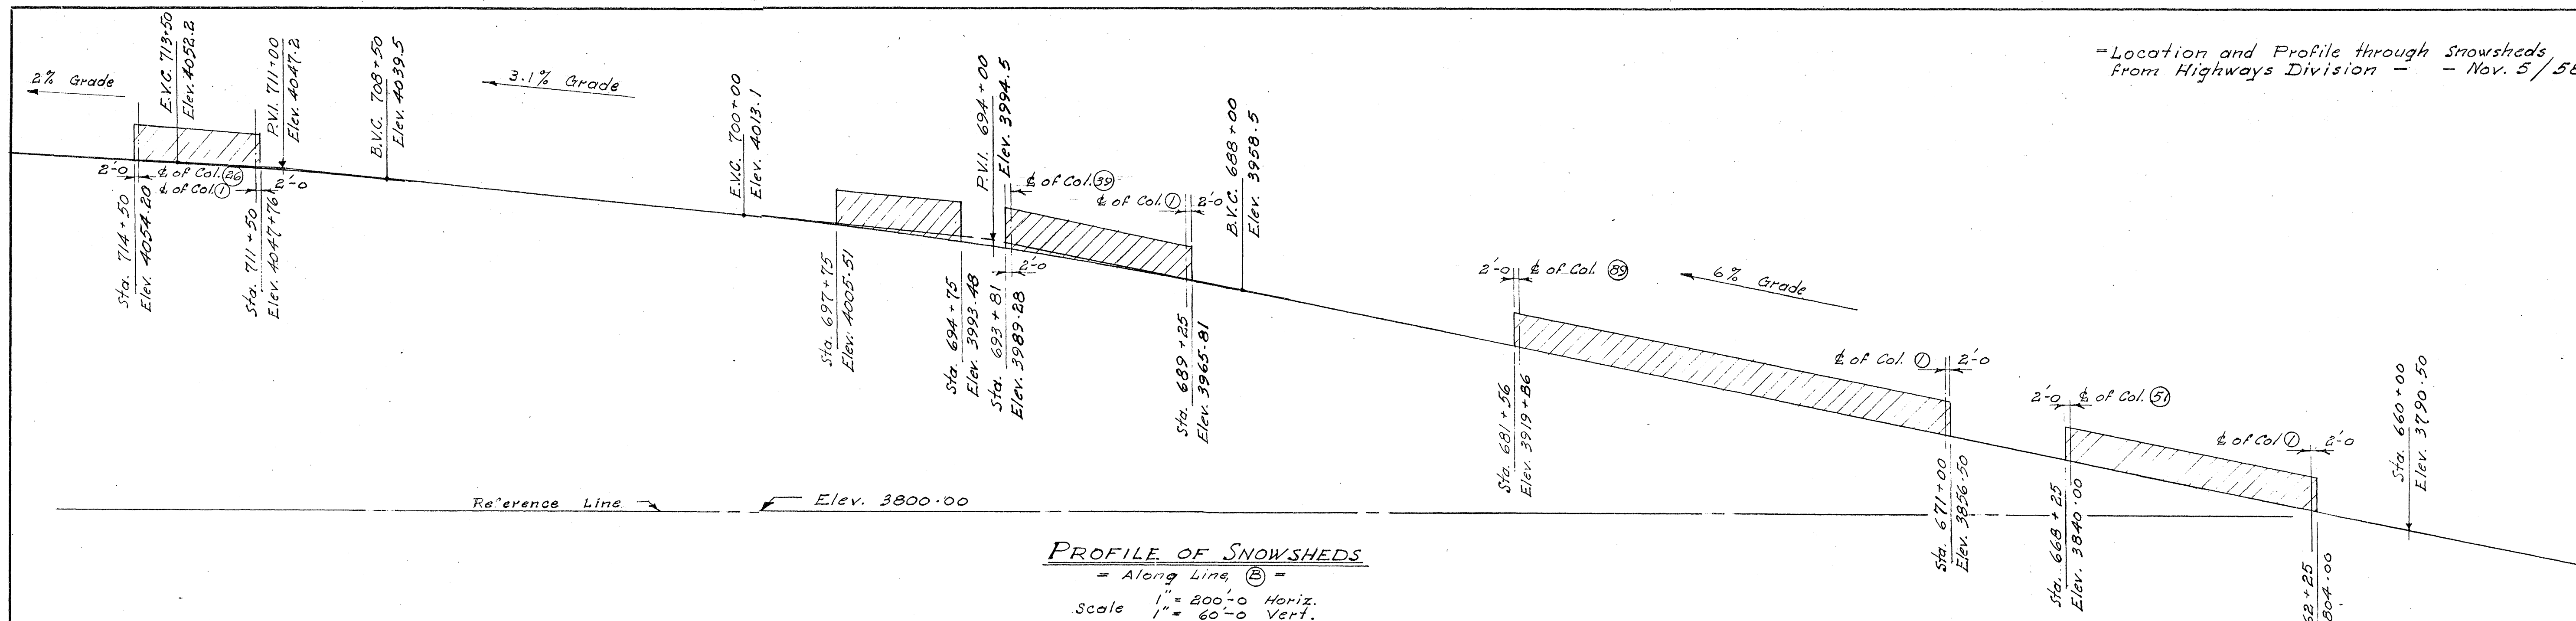 =Location and Profile through Snowsheds
from Highways Division - - Nov. 5/58
2% Grade
E.V.C. 713+50
Elev. 4052.2
P.V.I. 711+00
Elev. 4047.2
B.V.C. 708+50
Elev. 4039.5
3.1% Grade
E.V.C. 700+00
Elev. 4013.1
P.V.I. 694+00
Elev. 3994.5
B.V.C. 688+00
Elev. 3958.5
2'-0 ℄ of Col. 26
℄ of Col. 1 2'-0
Sta. 714+50
Elev. 4054.20
Sta. 711+50
Elev. 4047+76
Sta. 697+75
Elev. 4005.51
Sta. 694+75
Elev. 3993.48
℄ of Col. 39
2'-0
℄ of Col. 1 2'-0
Sta. 693+81
Elev. 3989.28
Sta. 689+25
Elev. 3965.81
2'-0 ℄ of Col. 89
6% Grade
℄ of Col. 1 2'-0
Sta. 681+56
Elev. 3919+86
Sta. 671+00
Elev. 3856.50
2'-0 ℄ of Col. 51
℄ of Col 1 2'-0
Sta. 668+25
Elev. 3840.00
62+25
804.00
Sta. 660+00
Elev. 3790.50
Reference Line
Elev. 3800.00
PROFILE OF SNOWSHEDS
= Along Line B =
Scale 1" = 200'-0 Horiz.
1" = 60'-0 Vert.